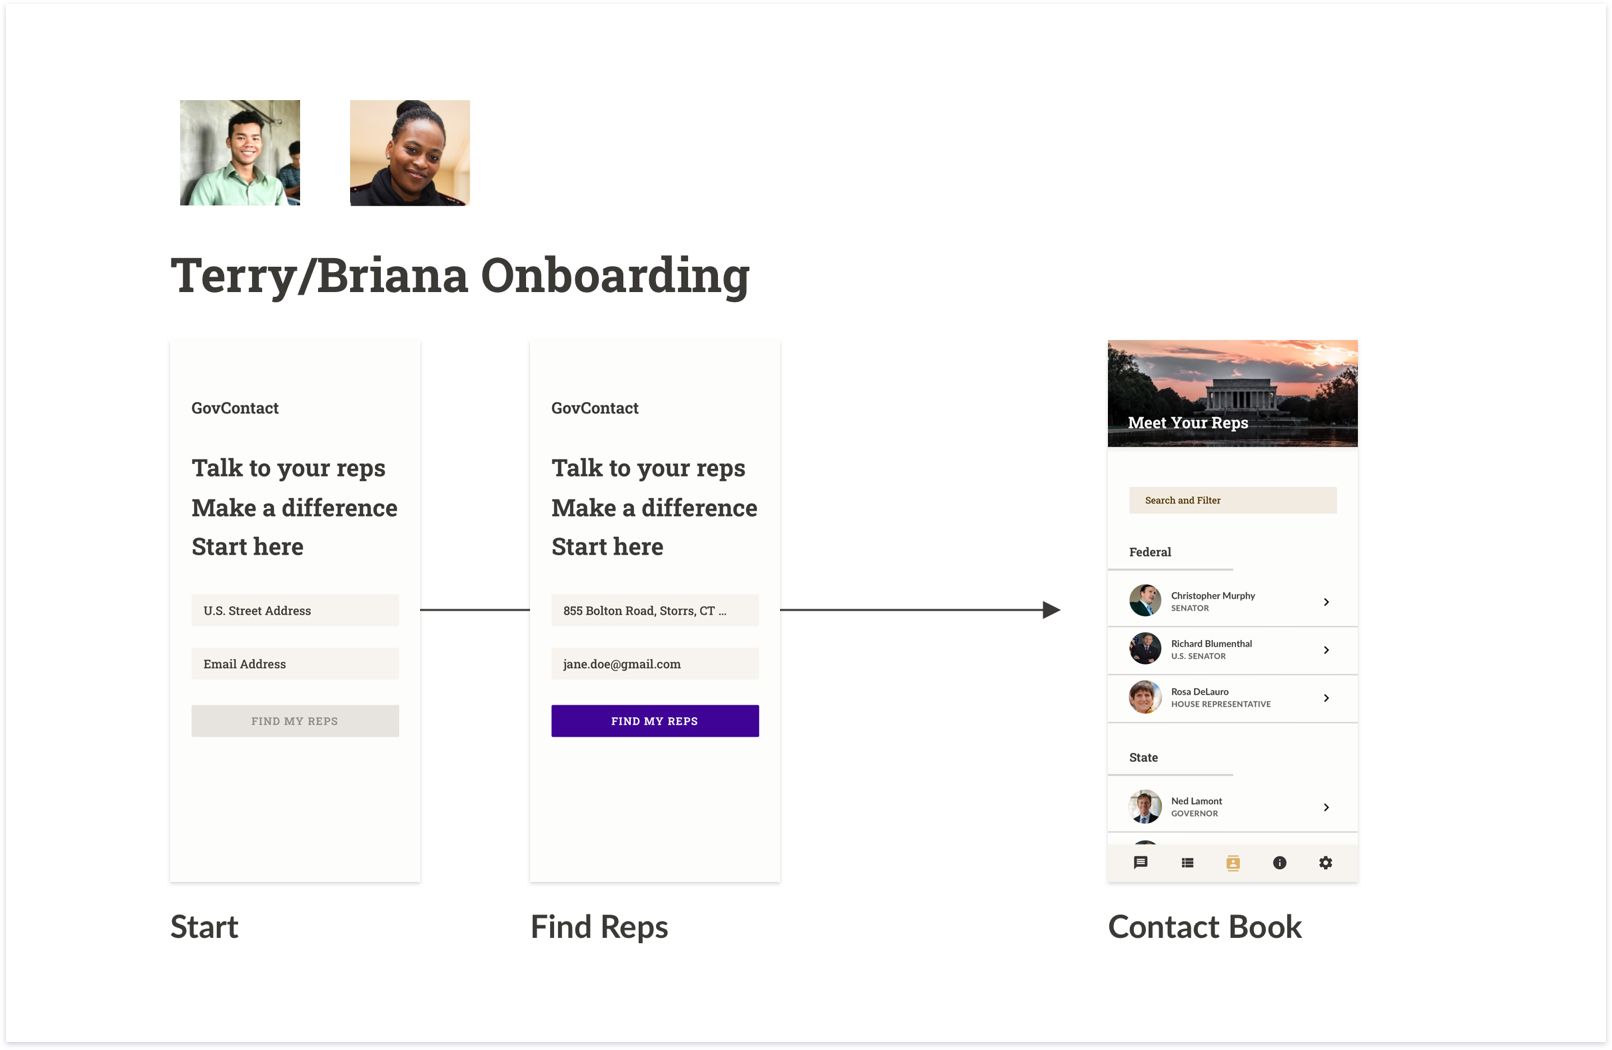 Terry/Briana Onboarding
GovContact
Talk to your reps
Make a difference
Start here
U.S. Street Address
Email Address
FIND MY REPS
Start
GovContact
Talk to your reps
Make a difference
Start here
855 Bolton Road, Storrs, CT ...
jane.doe@gmail.com
FIND MY REPS
Find Reps
Meet Your Reps
Search and Filter
Federal
Christopher Murphy
SENATOR
Richard Blumenthal
U.S. SENATOR
Rosa DeLauro
HOUSE REPRESENTATIVE
State
Ned Lamont
GOVERNOR
Contact Book